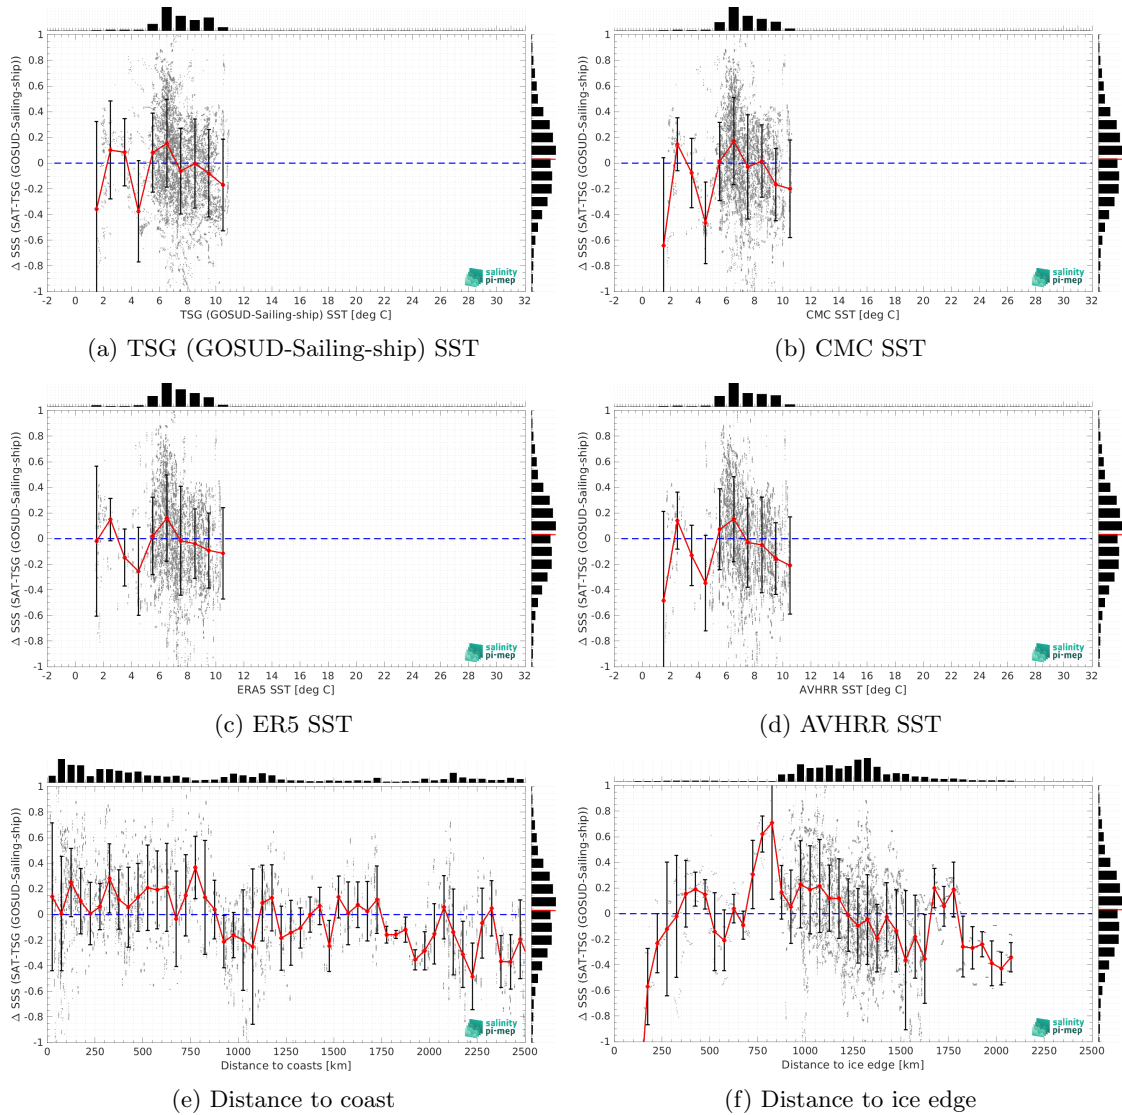 1
0.8
0.6
0.4
0.2
0
-0.2
-0.4
-0.6
-0.8
-1
Δ SSS (SAT-TSG (GOSUD-Sailing-ship))
salinity
pi-mep
-2 0 2 4 6 8 10 12 14 16 18 20 22 24 26 28 30 32
TSG (GOSUD-Sailing-ship) SST [deg C]
(a) TSG (GOSUD-Sailing-ship) SST
1
0.8
0.6
0.4
0.2
0
-0.2
-0.4
-0.6
-0.8
-1
Δ SSS (SAT-TSG (GOSUD-Sailing-ship))
salinity
pi-mep
-2 0 2 4 6 8 10 12 14 16 18 20 22 24 26 28 30 32
CMC SST [deg C]
(b) CMC SST
1
0.8
0.6
0.4
0.2
0
-0.2
-0.4
-0.6
-0.8
-1
Δ SSS (SAT-TSG (GOSUD-Sailing-ship))
salinity
pi-mep
-2 0 2 4 6 8 10 12 14 16 18 20 22 24 26 28 30 32
ERA5 SST [deg C]
(c) ER5 SST
1
0.8
0.6
0.4
0.2
0
-0.2
-0.4
-0.6
-0.8
-1
Δ SSS (SAT-TSG (GOSUD-Sailing-ship))
salinity
pi-mep
-2 0 2 4 6 8 10 12 14 16 18 20 22 24 26 28 30 32
AVHRR SST [deg C]
(d) AVHRR SST
1
0.8
0.6
0.4
0.2
0
-0.2
-0.4
-0.6
-0.8
-1
Δ SSS (SAT-TSG (GOSUD-Sailing-ship))
salinity
pi-mep
0 250 500 750 1000 1250 1500 1750 2000 2250 2500
Distance to coasts [km]
(e) Distance to coast
1
0.8
0.6
0.4
0.2
0
-0.2
-0.4
-0.6
-0.8
-1
Δ SSS (SAT-TSG (GOSUD-Sailing-ship))
salinity
pi-mep
0 250 500 750 1000 1250 1500 1750 2000 2250 2500
Distance to ice edge [km]
(f) Distance to ice edge